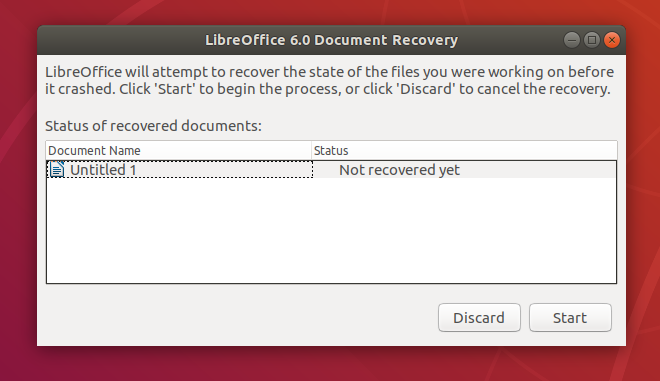 LibreOffice 6.0 Document Recovery
LibreOffice will attempt to recover the state of the files you were working on before
it crashed. Click 'Start' to begin the process, or click 'Discard' to cancel the recovery.
Status of recovered documents:
Document Name Status
Untitled 1 Not recovered yet
Discard Start